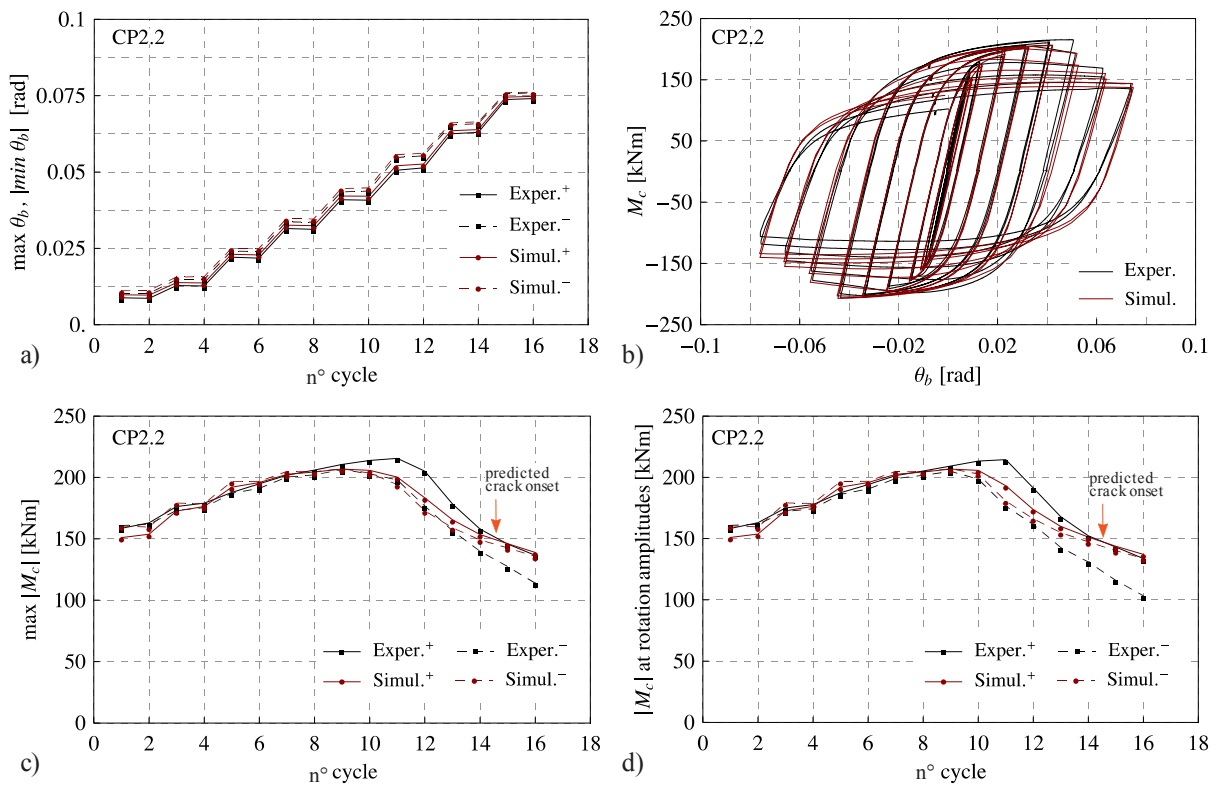 CP2.2
max θb, |min θb| [rad]
0.1
0.075
0.050
0.025
0.
Exper.+
Exper.−
Simul.+
Simul.−
0 2 4 6 8 10 12 14 16 18
n° cycle
a)
CP2.2
Mc [kNm]
250
150
50
−50
−150
−250
Exper.
Simul.
−0.1 −0.06 −0.02 0.02 0.06 0.1
θb [rad]
b)
CP2.2
max |Mc| [kNm]
250
200
150
100
50
0
predicted
crack onset
Exper.+ Exper.−
Simul.+ Simul.−
0 2 4 6 8 10 12 14 16 18
n° cycle
c)
CP2.2
|Mc| at rotation amplitudes [kNm]
250
200
150
100
50
0
predicted
crack onset
Exper.+ Exper.−
Simul.+ Simul.−
0 2 4 6 8 10 12 14 16 18
n° cycle
d)